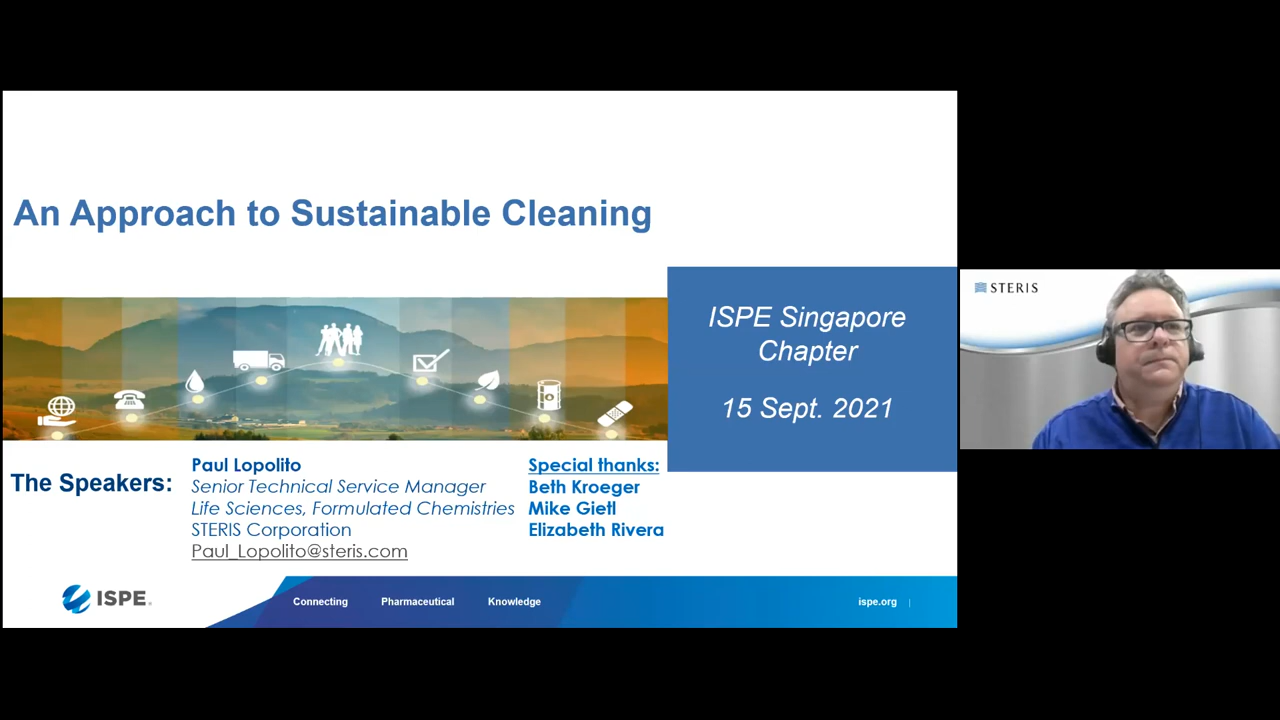 An Approach to Sustainable Cleaning
ISPE Singapore
Chapter
15 Sept. 2021
STERIS
The Speakers:
Paul Lopolito
Senior Technical Service Manager
Life Sciences, Formulated Chemistries
STERIS Corporation
Paul_Lopolito@steris.com
Special thanks:
Beth Kroeger
Mike Gietl
Elizabeth Rivera
ISPE.
Connecting Pharmaceutical Knowledge
ispe.org |